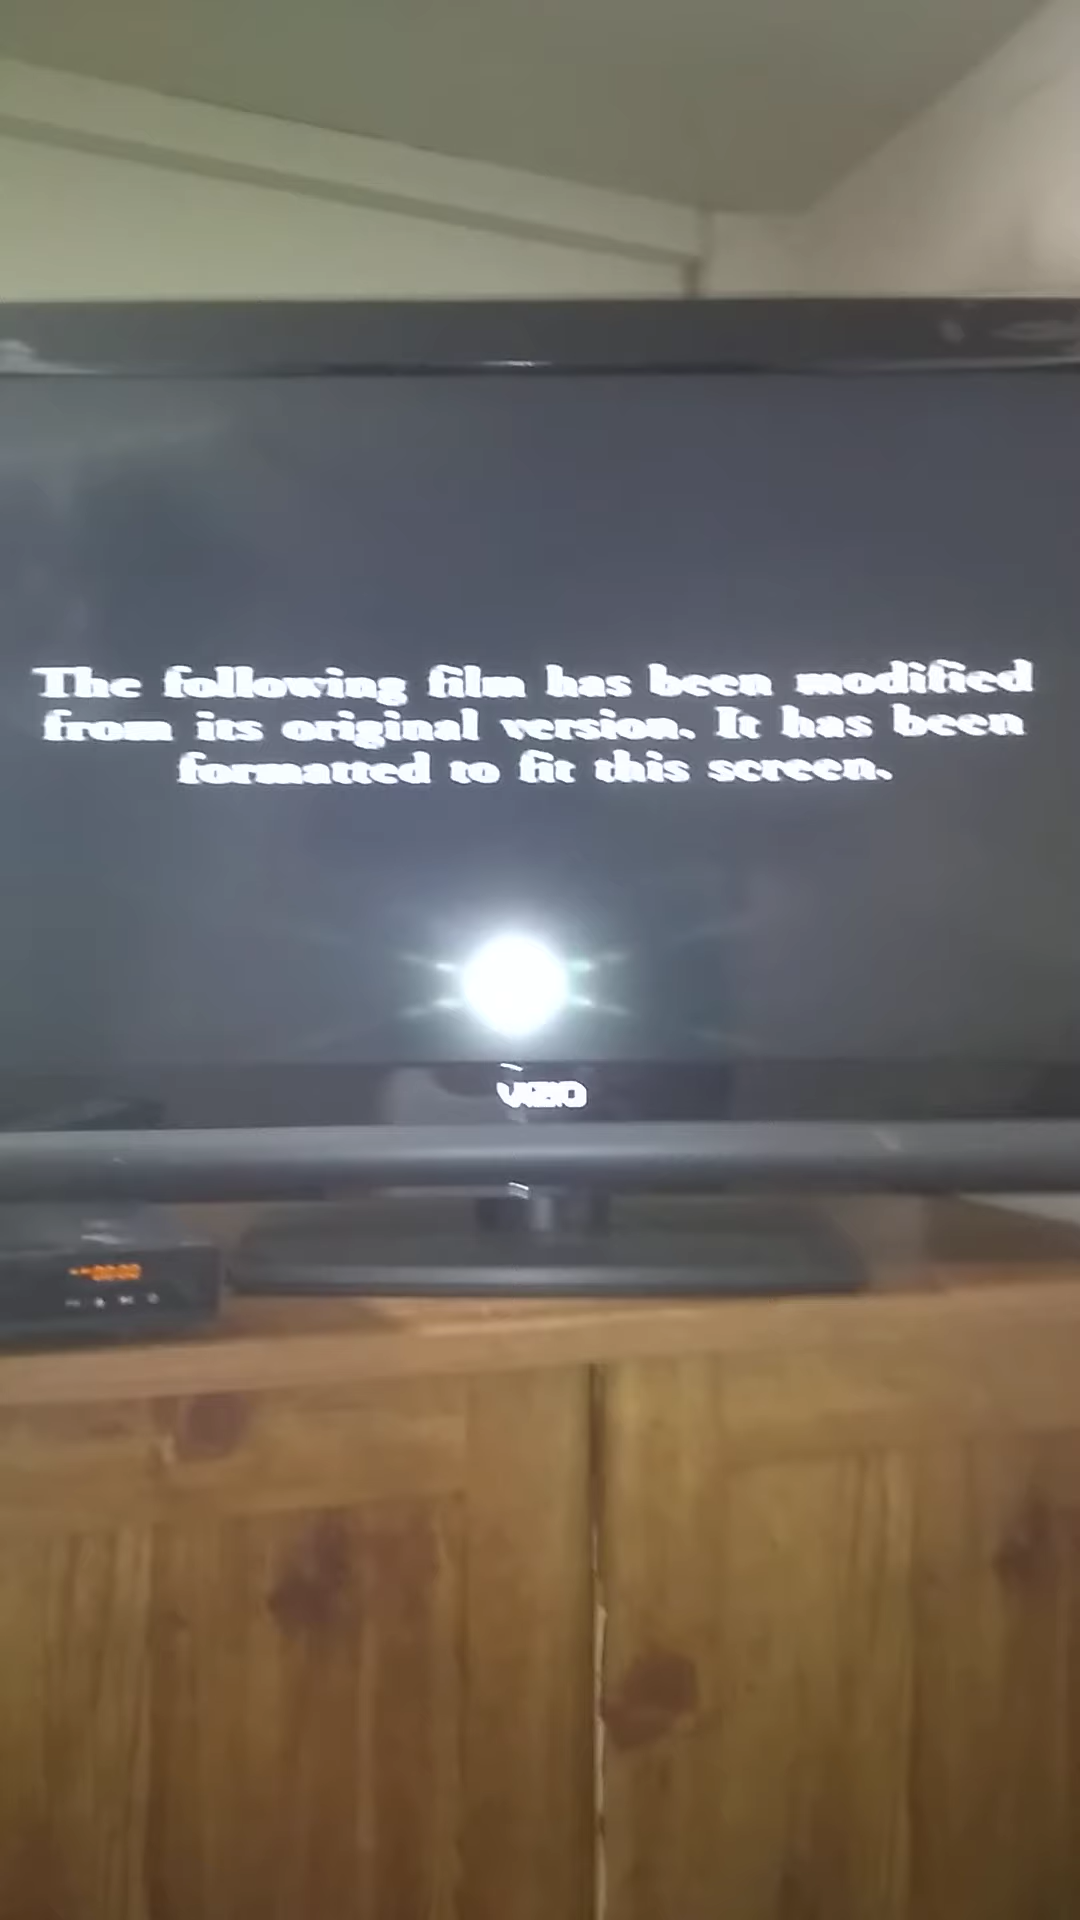 The following film has been modified
from its original version. It has been
formatted to fit this screen.
VIZIO